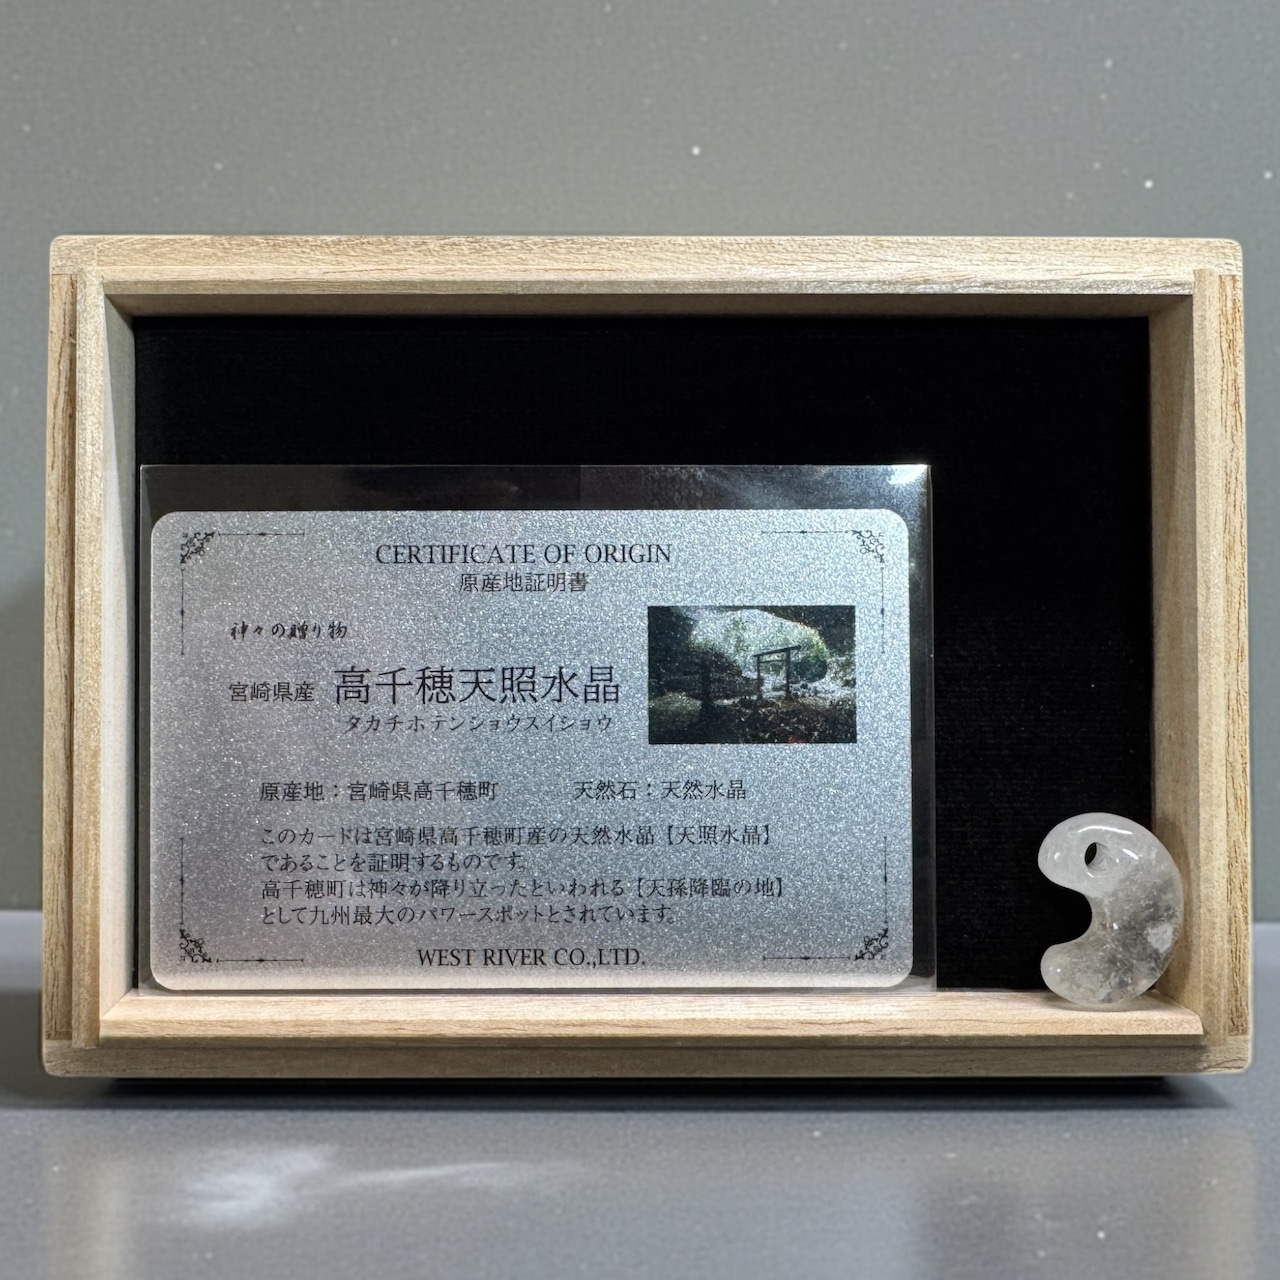 CERTIFICATE OF ORIGIN
原産地証明書
神々の贈り物
宮崎県産 高千穂天照水晶
タカチホテンショウスイショウ
原産地：宮崎県高千穂町 天然石：天然水晶
このカードは宮崎県高千穂町産の天然水晶【天照水晶】
であることを証明するものです。
高千穂町は神々が降り立ったといわれる【天孫降臨の地】
として九州最大のパワースポットとされています。
WEST RIVER CO.,LTD.